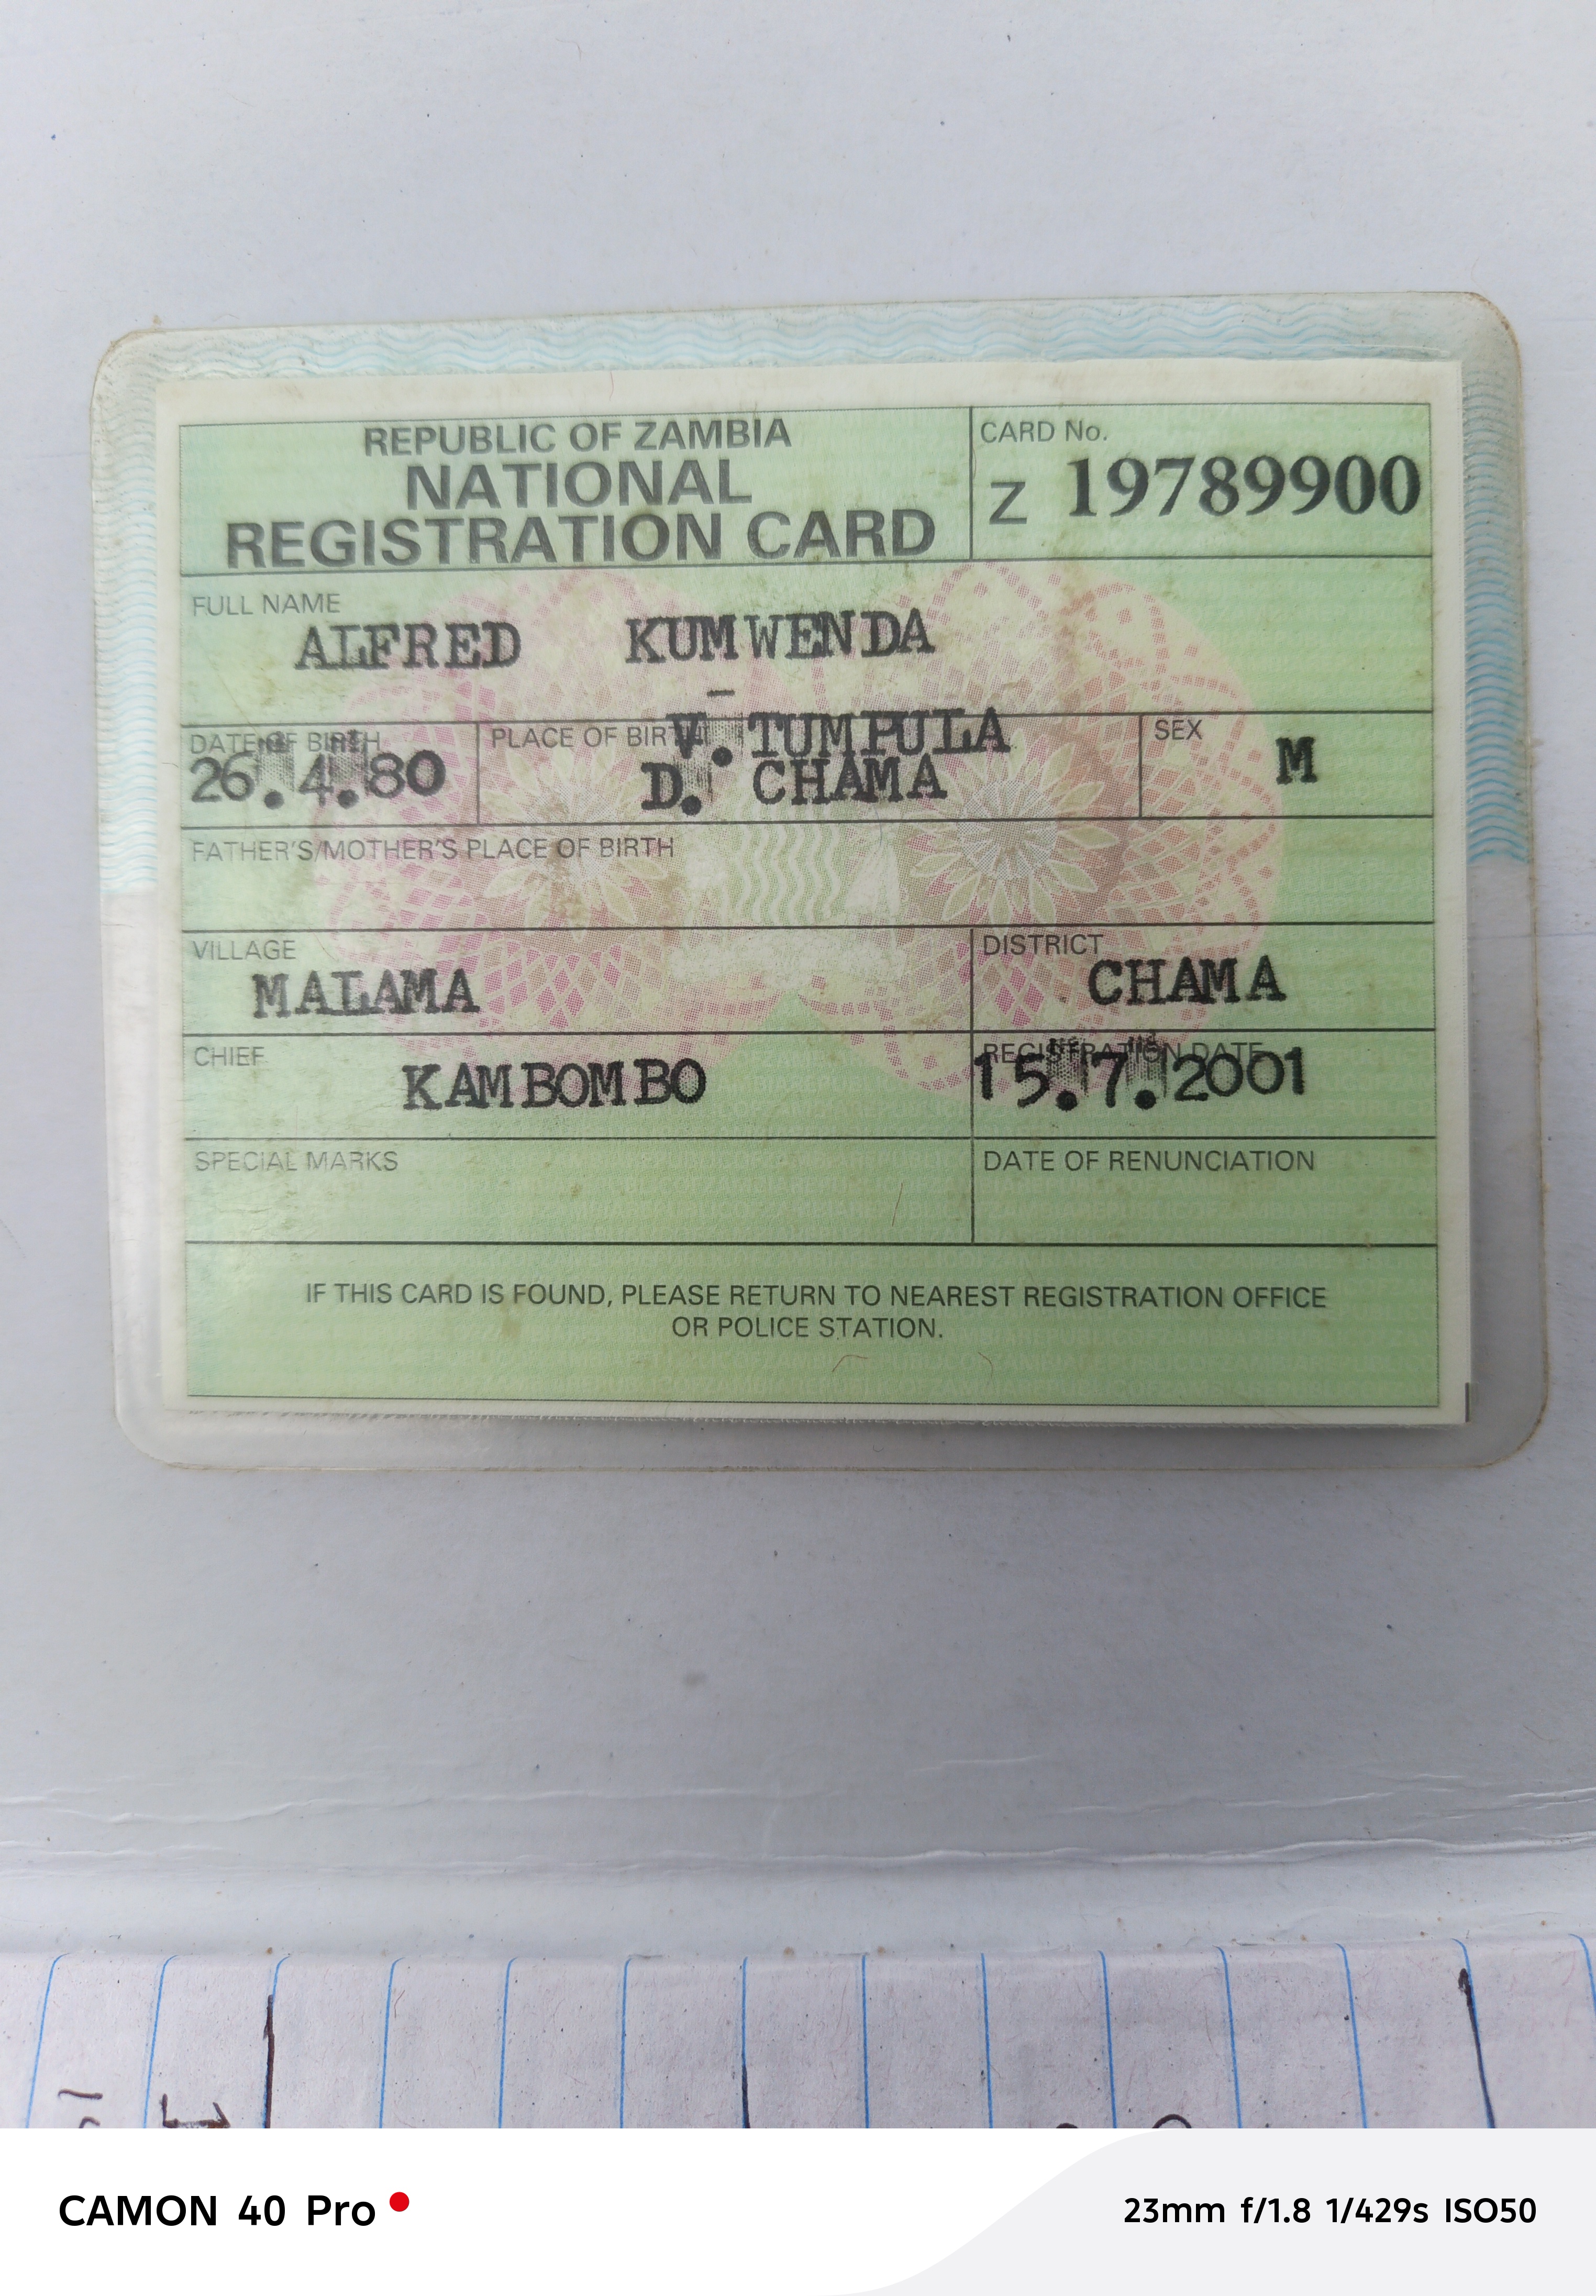 REPUBLIC OF ZAMBIA
NATIONAL
REGISTRATION CARD
CARD No.
Z 19789900
FULL NAME
ALFRED KUMWENDA
DATE OF BIRTH
26.4.80
PLACE OF BIRTH
V. TUMPULA
D. CHAMA
SEX
M
FATHER'S/MOTHER'S PLACE OF BIRTH
VILLAGE
MALAMA
DISTRICT
CHAMA
CHIEF
KAMBOMBO
REGISTRATION DATE
15.7.2001
SPECIAL MARKS
DATE OF RENUNCIATION
IF THIS CARD IS FOUND, PLEASE RETURN TO NEAREST REGISTRATION OFFICE
OR POLICE STATION.
CAMON 40 Pro
23mm f/1.8 1/429s ISO50